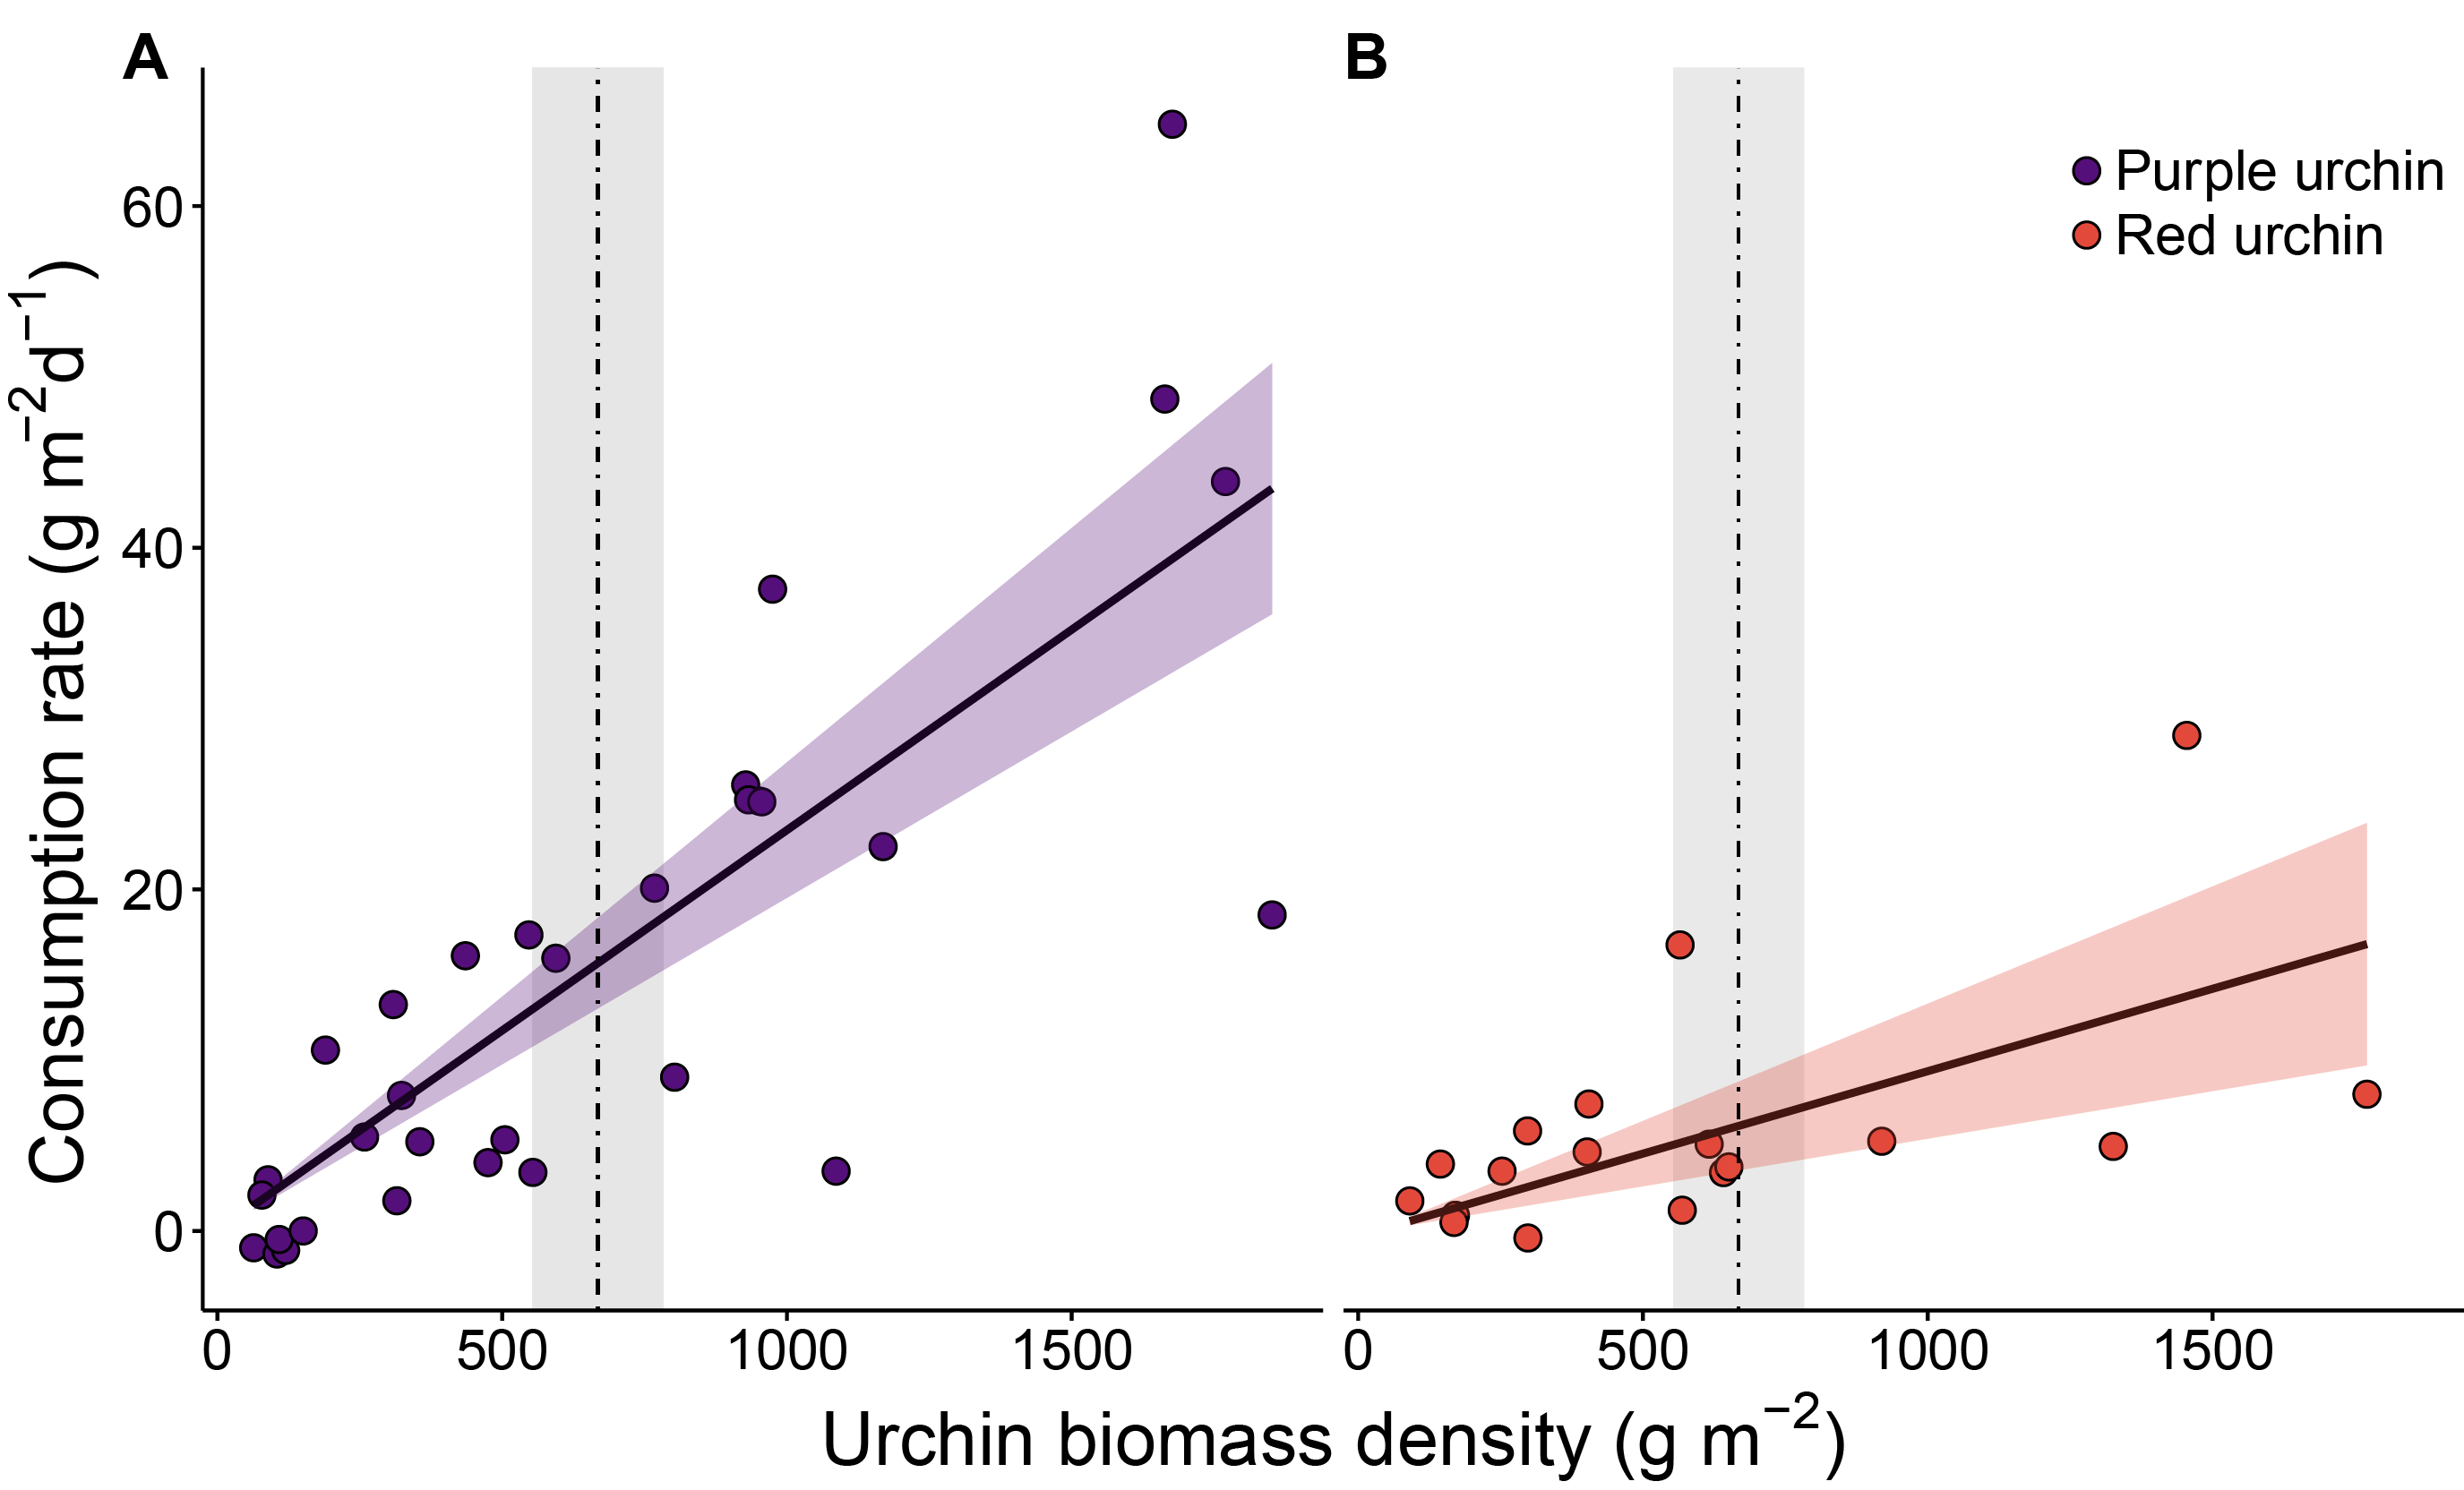 A
B
Purple urchin
Red urchin
Consumption rate (g m⁻²d⁻¹)
60
40
20
0
0 500 1000 1500
0 500 1000 1500
Urchin biomass density (g m⁻²)